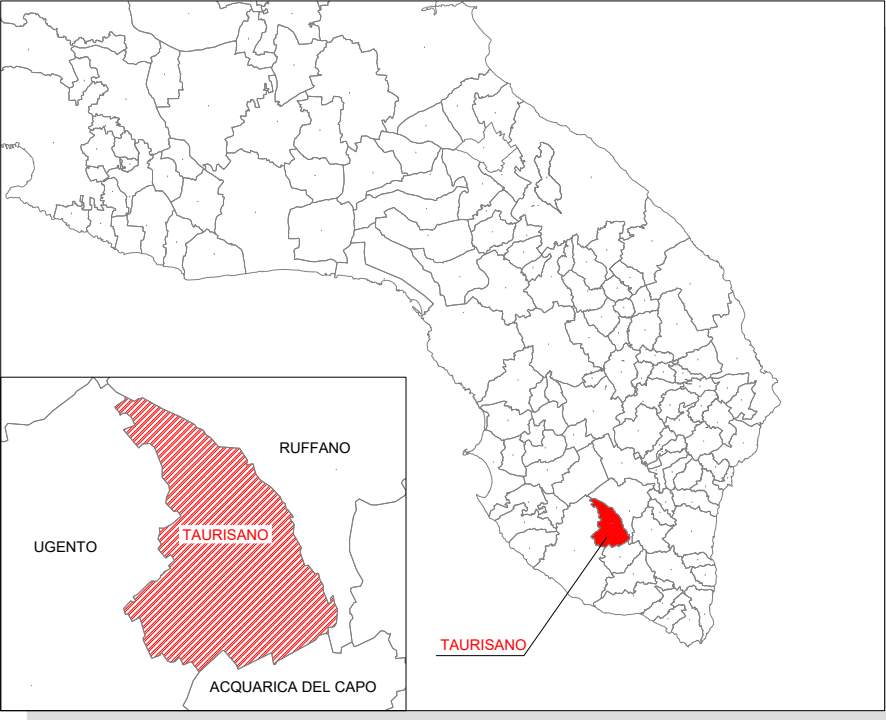 RUFFANO
TAURISANO
UGENTO
TAURISANO
ACQUARICA DEL CAPO